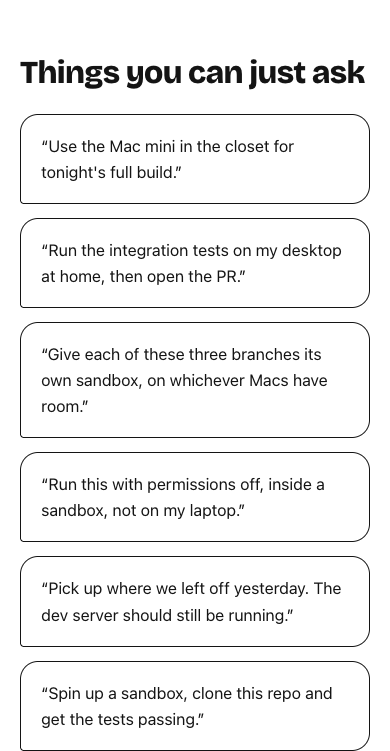 Things you can just ask
“Use the Mac mini in the closet for
tonight's full build.”
“Run the integration tests on my desktop
at home, then open the PR.”
“Give each of these three branches its
own sandbox, on whichever Macs have
room.”
“Run this with permissions off, inside a
sandbox, not on my laptop.”
“Pick up where we left off yesterday. The
dev server should still be running.”
“Spin up a sandbox, clone this repo and
get the tests passing.”